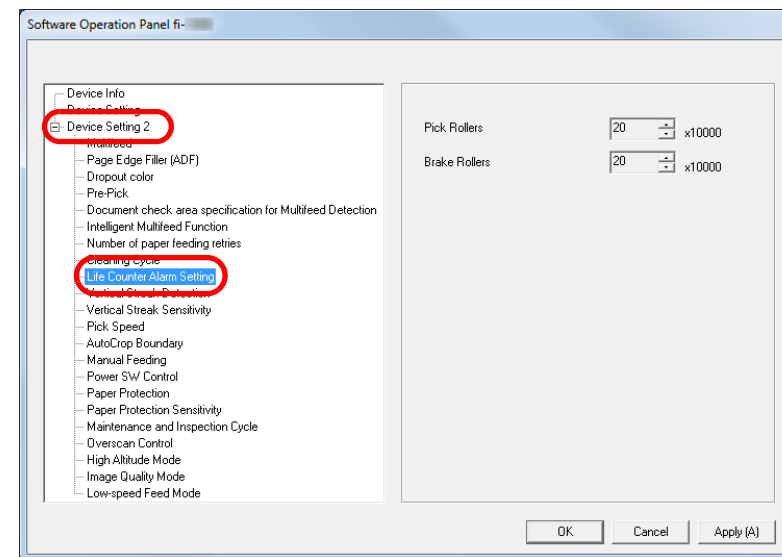 Software Operation Panel fi-
Device Info
Device Setting
Device Setting 2
Multifeed
Page Edge Filler (ADF)
Dropout color
Pre-Pick
Document check area specification for Multifeed Detection
Intelligent Multifeed Function
Number of paper feeding retries
Cleaning Cycle
Life Counter Alarm Setting
Vertical Streak Detection
Vertical Streak Sensitivity
Pick Speed
AutoCrop Boundary
Manual Feeding
Power SW Control
Paper Protection
Paper Protection Sensitivity
Maintenance and Inspection Cycle
Overscan Control
High Altitude Mode
Image Quality Mode
Low-speed Feed Mode
Pick Rollers 20 x10000
Brake Rollers 20 x10000
OK Cancel Apply (A)